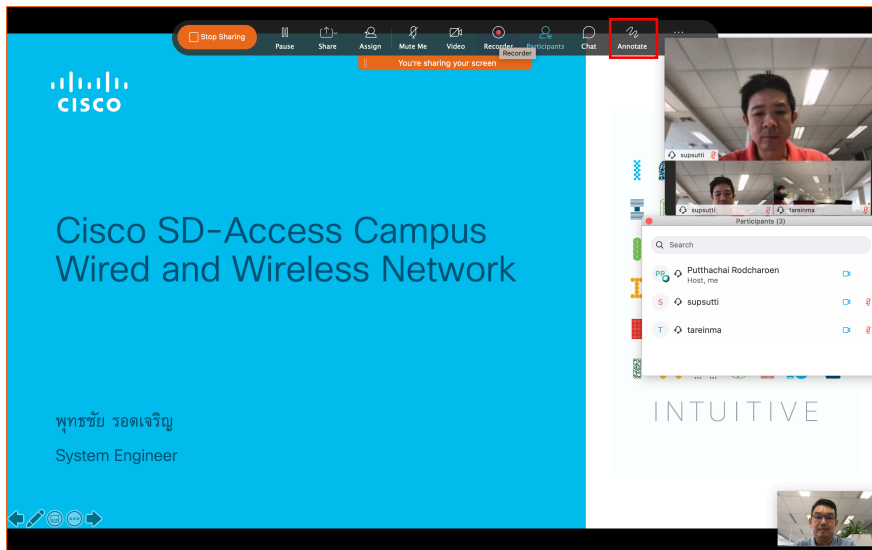 Stop Sharing
Pause
Share
Assign
Mute Me
Video
Recorder
Participants
Chat
Annotate
Recorder
You're sharing your screen
CISCO
supsutti
supsutti
tareinma
Participants (3)
Search
Cisco SD-Access Campus
Wired and Wireless Network
PR
Putthachai Rodcharoen
Host, me
S
supsutti
T
tareinma
INTUITIVE
พุทธชัย รอดเจริญ
System Engineer